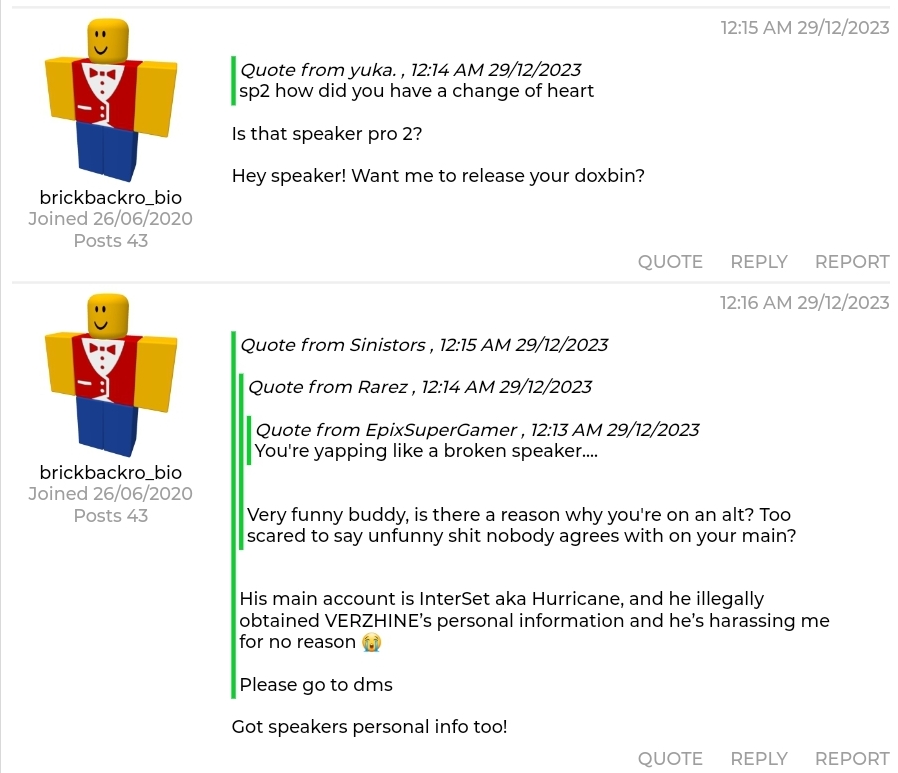 12:15 AM 29/12/2023
Quote from yuka. , 12:14 AM 29/12/2023
sp2 how did you have a change of heart
Is that speaker pro 2?
Hey speaker! Want me to release your doxbin?
brickbackro_bio
Joined 26/06/2020
Posts 43
QUOTE REPLY REPORT
12:16 AM 29/12/2023
Quote from Sinistors , 12:15 AM 29/12/2023
Quote from Rarez , 12:14 AM 29/12/2023
Quote from EpixSuperGamer , 12:13 AM 29/12/2023
You're yapping like a broken speaker....
Very funny buddy, is there a reason why you're on an alt? Too
scared to say unfunny shit nobody agrees with on your main?
brickbackro_bio
Joined 26/06/2020
Posts 43
His main account is InterSet aka Hurricane, and he illegally
obtained VERZHINE’s personal information and he’s harassing me
for no reason 😭
Please go to dms
Got speakers personal info too!
QUOTE REPLY REPORT